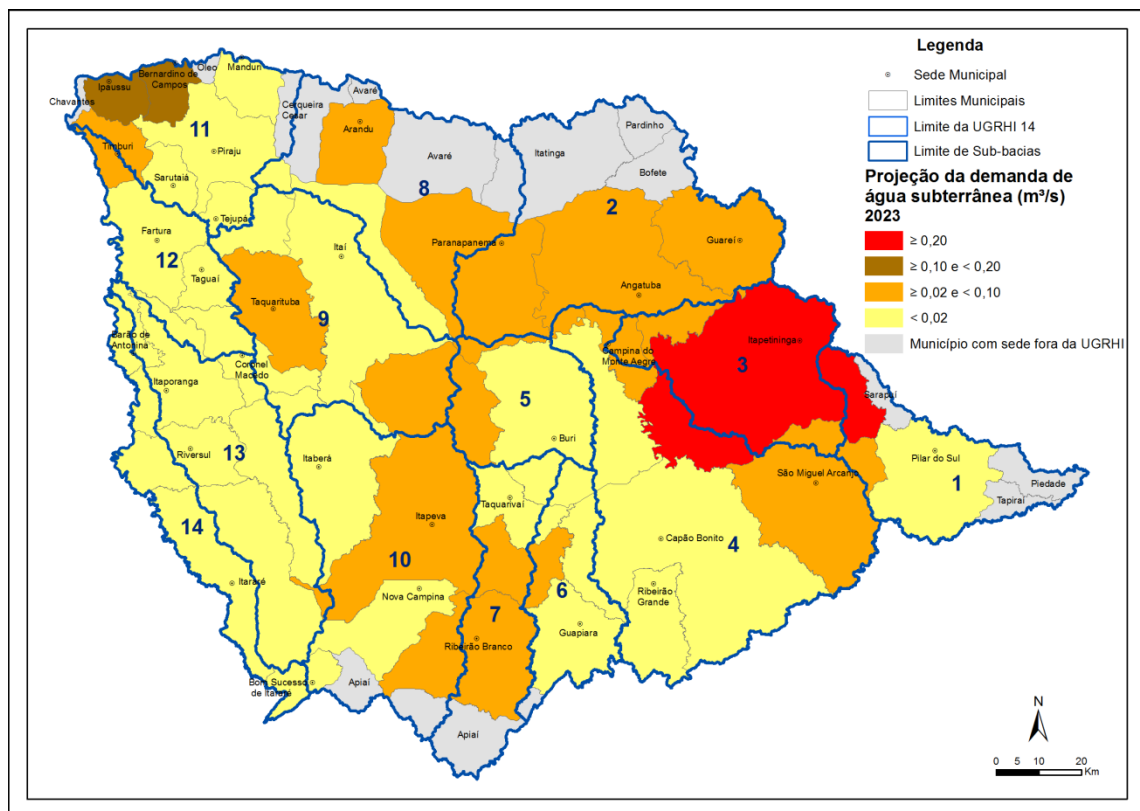 Legenda
Sede Municipal
Limites Municipais
Limite da UGRHI 14
Limite de Sub-bacias
Projeção da demanda de
água subterrânea (m³/s)
2023
≥ 0,20
≥ 0,10 e < 0,20
≥ 0,02 e < 0,10
< 0,02
Município com sede fora da UGRHI
Chavantes
Ipaussu
Bernardino de
Campos
Óleo
Manduri
Cerqueira
Cesar
Avaré
Arandu
Timburi
11
Piraju
Sarutaiá
Tejupá
Avaré
8
Itatinga
Pardinho
Bofete
2
Fartura
12
Taguaí
Itaí
Paranapanema
Guareí
Angatuba
Taquarituba
9
Barão de
Antonina
Coronel
Macedo
Itaporanga
Campina do
Monte Alegre
Itapetininga
3
5
Buri
Sarapuí
Riversul
13
Itaberá
Pilar do Sul
1
Piedade
Tapiraí
São Miguel Arcanjo
Itapeva
Taquarivaí
14
10
Capão Bonito
4
Itararé
Nova Campina
6
Ribeirão
Grande
7
Guapiara
Ribeirão Branco
Bom Sucesso
de Itararé
Apiaí
Apiaí
N
0 5 10 20
Km